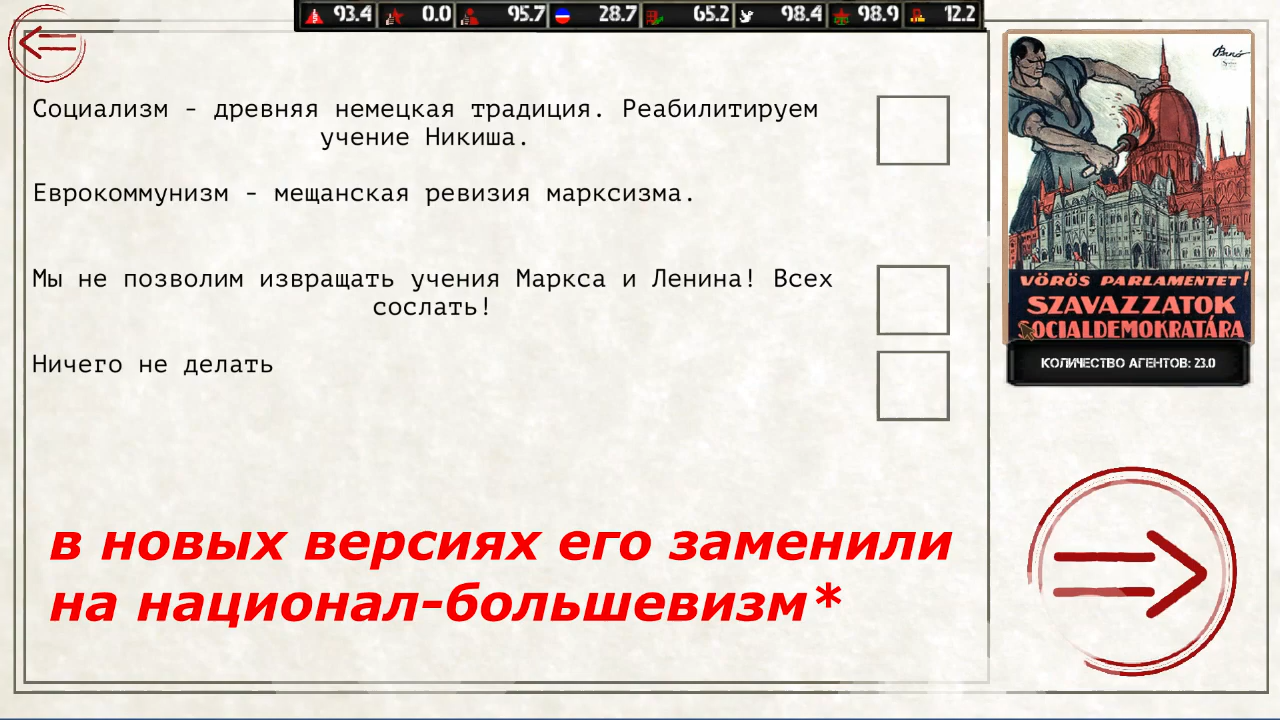 93.4 0.0 95.7 28.7 65.2 98.4 98.9 12.2
Социализм - древняя немецкая традиция. Реабилитируем
учение Никиша.
Еврокоммунизм - мещанская ревизия марксизма.
Мы не позволим извращать учения Маркса и Ленина! Всех
сослать!
Ничего не делать
в новых версиях его заменили
на национал-большевизм*
VÖRÖS PARLAMENTET!
SZAVAZZATOK
SOCIALDEMOKRATÁRA
КОЛИЧЕСТВО АГЕНТОВ: 23.0